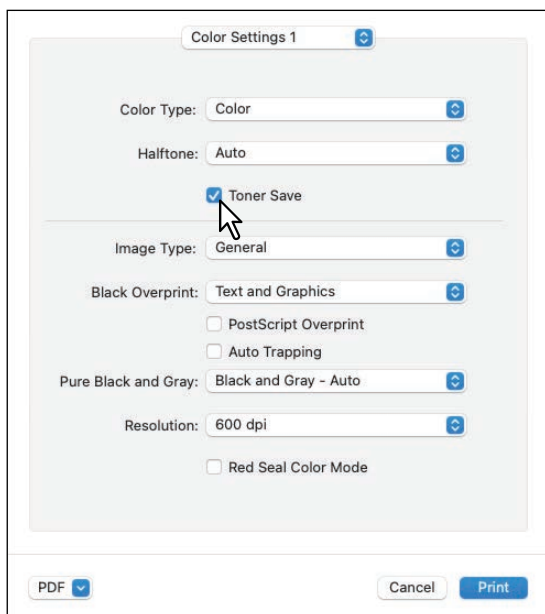 Color Settings 1
Color Type: Color
Halftone: Auto
Toner Save
Image Type: General
Black Overprint: Text and Graphics
PostScript Overprint
Auto Trapping
Pure Black and Gray: Black and Gray - Auto
Resolution: 600 dpi
Red Seal Color Mode
PDF Cancel Print